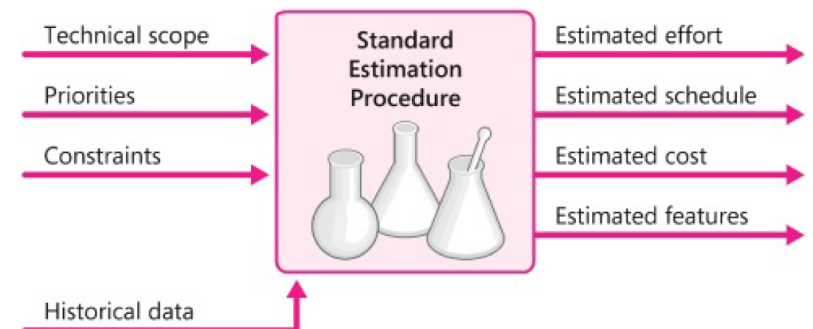 Technical scope
Priorities
Constraints
Historical data
Standard
Estimation
Procedure
Estimated effort
Estimated schedule
Estimated cost
Estimated features